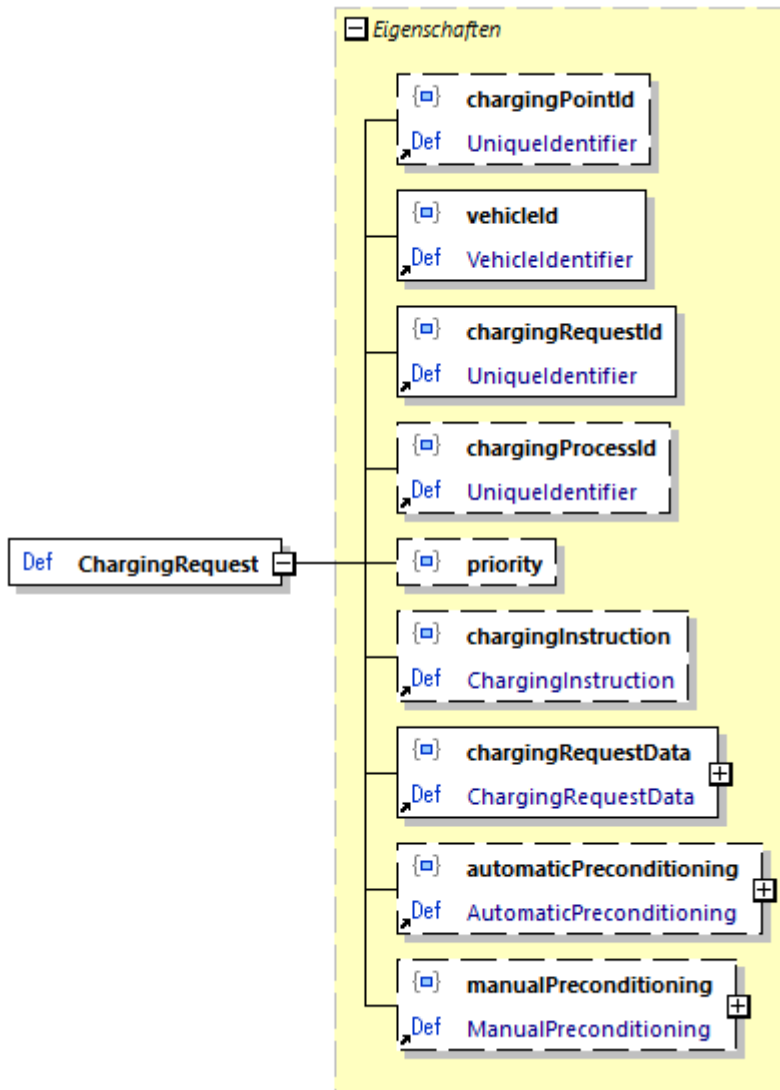 Eigenschaften
chargingPointId
Def UniqueIdentifier
vehicleId
Def VehicleIdentifier
chargingRequestId
Def UniqueIdentifier
chargingProcessId
Def UniqueIdentifier
Def ChargingRequest
priority
chargingInstruction
Def ChargingInstruction
chargingRequestData
Def ChargingRequestData
automaticPreconditioning
Def AutomaticPreconditioning
manualPreconditioning
Def ManualPreconditioning